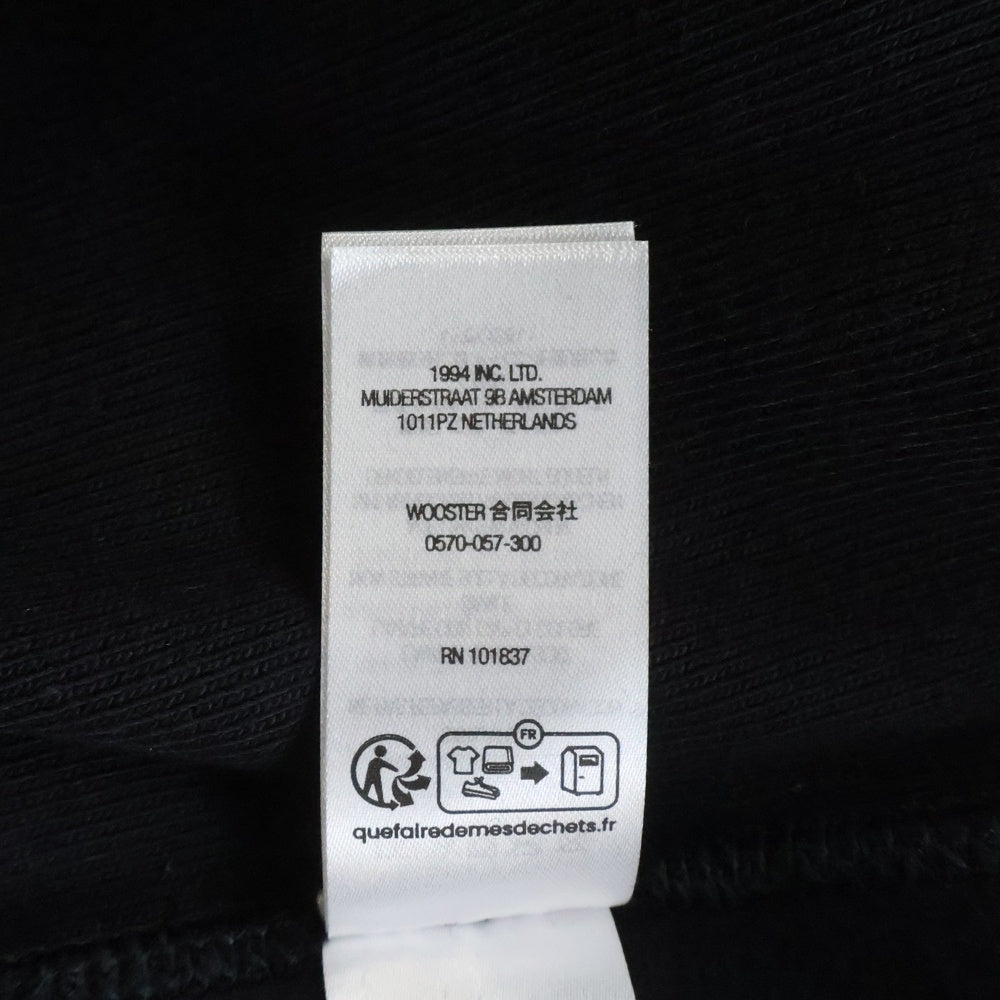 1994 INC. LTD.
MUIDERSTRAAT 9B AMSTERDAM
1011PZ NETHERLANDS
WOOSTER 合同会社
0570-057-300
RN 101837
FR
quefairedemesdechets.fr